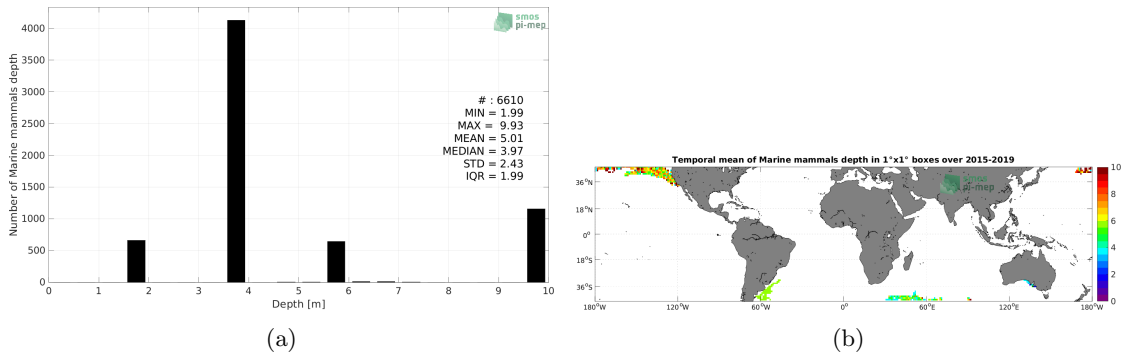 smos
pi-mep
4000
3500
3000
2500
2000
1500
1000
500
0
Number of Marine mammals depth
# : 6610
MIN = 1.99
MAX = 9.93
MEAN = 5.01
MEDIAN = 3.97
STD = 2.43
IQR = 1.99
0 1 2 3 4 5 6 7 8 9 10
Depth [m]
(a)
Temporal mean of Marine mammals depth in 1°x1° boxes over 2015-2019
smos
pi-mep
36°N
18°N
0°
18°S
36°S
180°W 120°W 60°W 0° 60°E 120°E 180°W
10
8
6
4
2
0
(b)